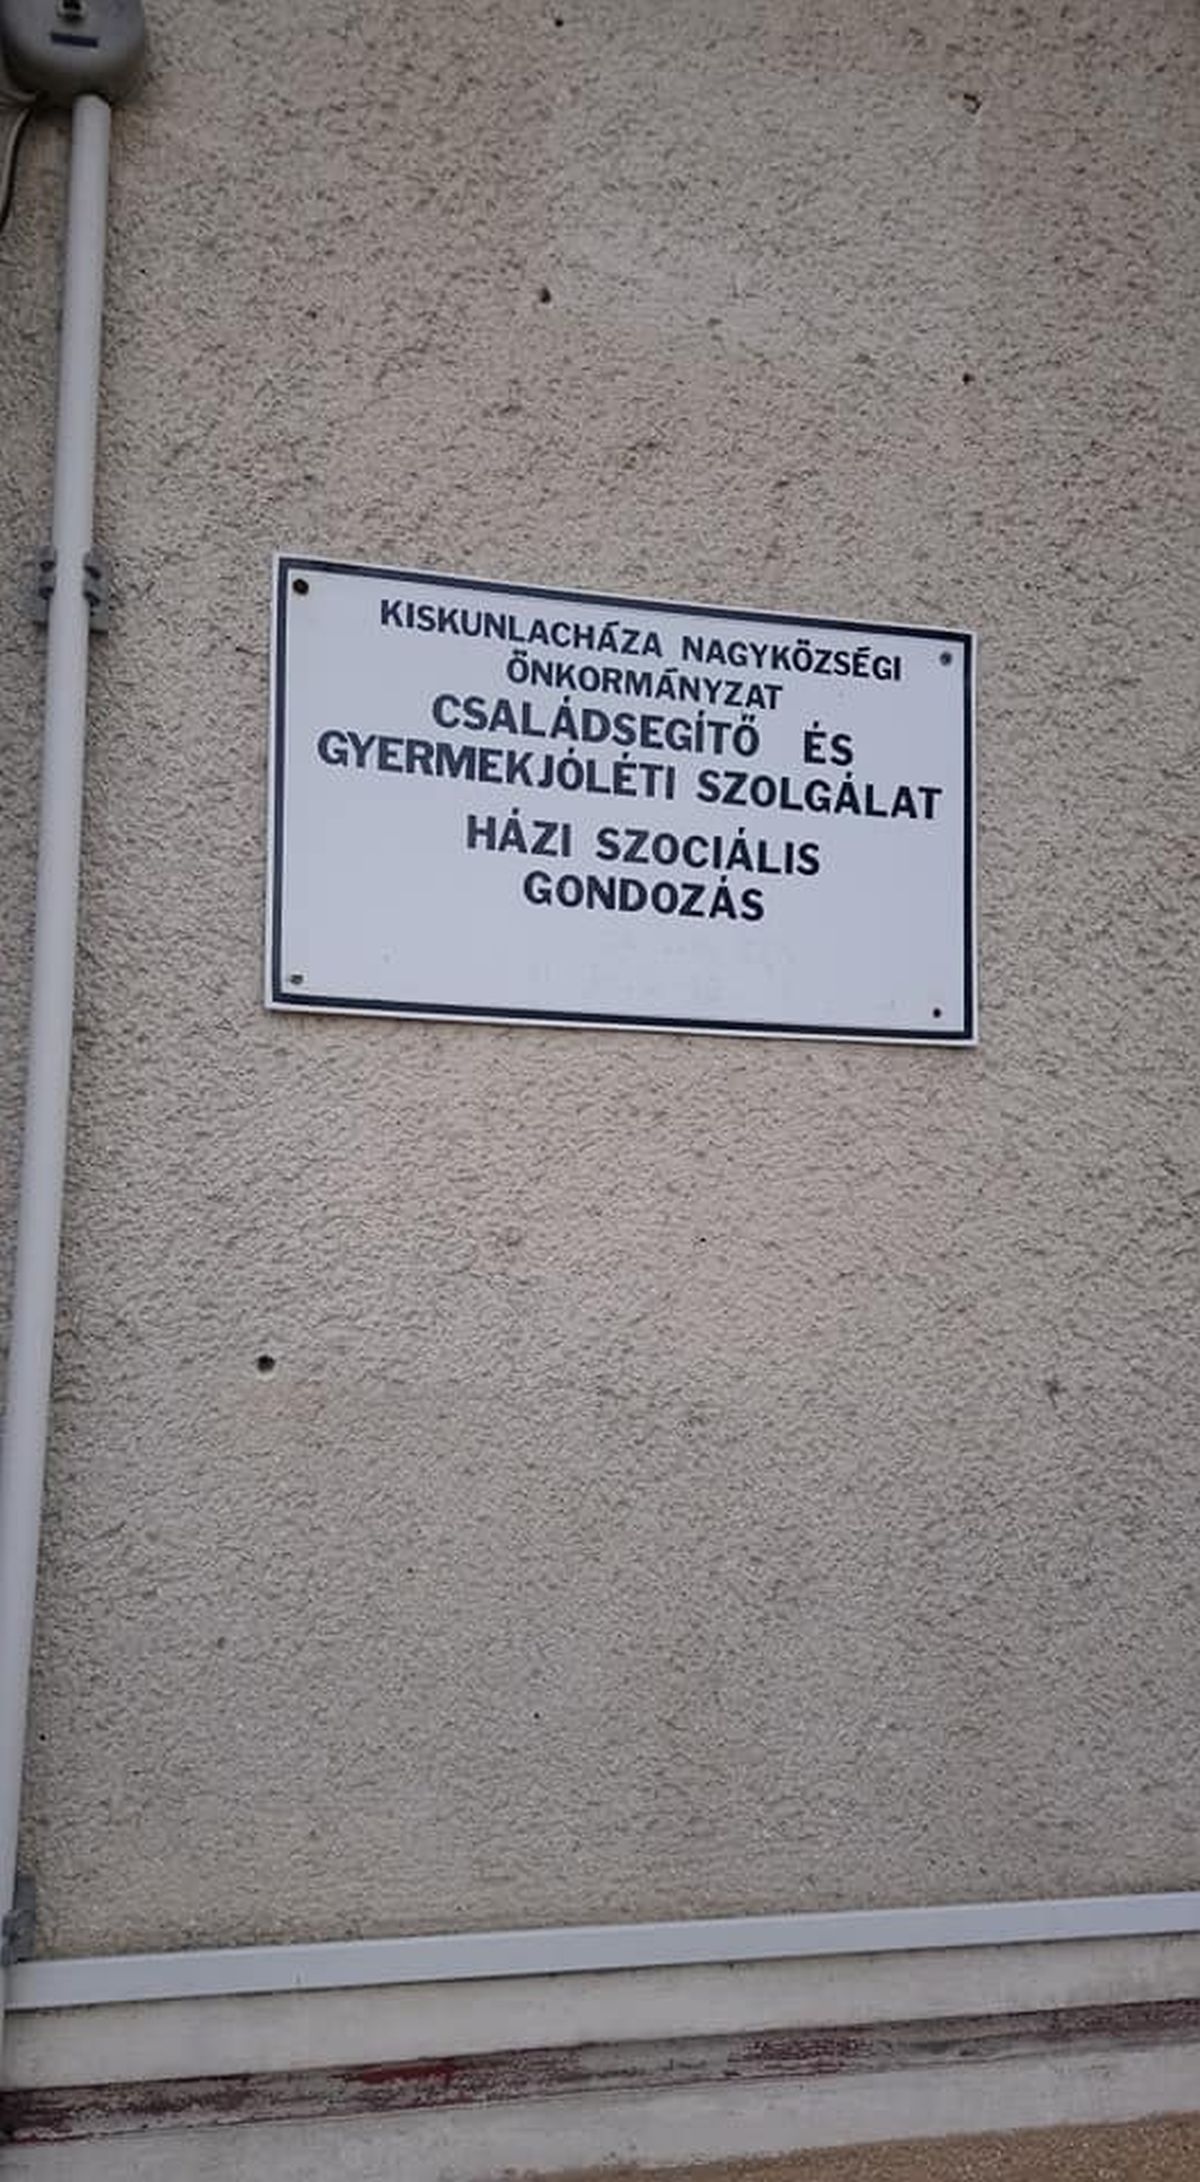 KISKUNLACHÁZA NAGYKÖZSÉGI
ÖNKORMÁNYZAT
CSALÁDSEGÍTŐ ÉS
GYERMEKJÓLÉTI SZOLGÁLAT
HÁZI SZOCIÁLIS
GONDOZÁS